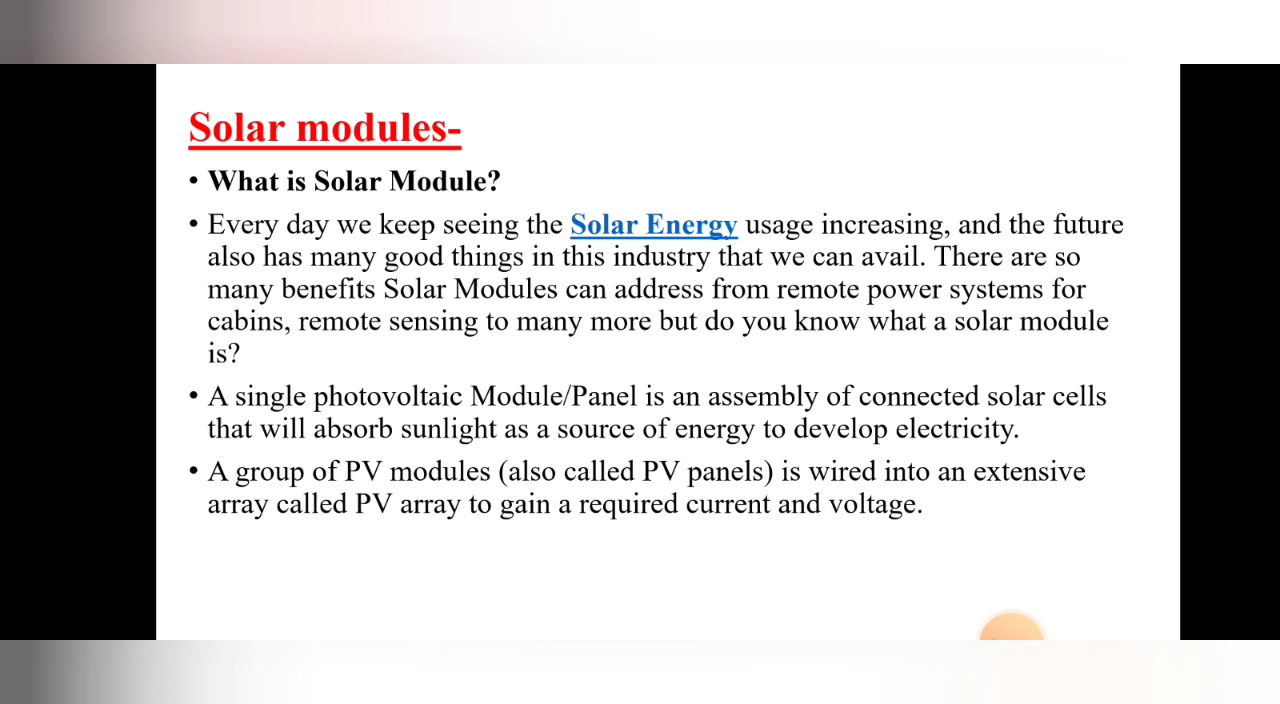 Solar modules-
• What is Solar Module?
• Every day we keep seeing the Solar Energy usage increasing, and the future
also has many good things in this industry that we can avail. There are so
many benefits Solar Modules can address from remote power systems for
cabins, remote sensing to many more but do you know what a solar module
is?
• A single photovoltaic Module/Panel is an assembly of connected solar cells
that will absorb sunlight as a source of energy to develop electricity.
• A group of PV modules (also called PV panels) is wired into an extensive
array called PV array to gain a required current and voltage.